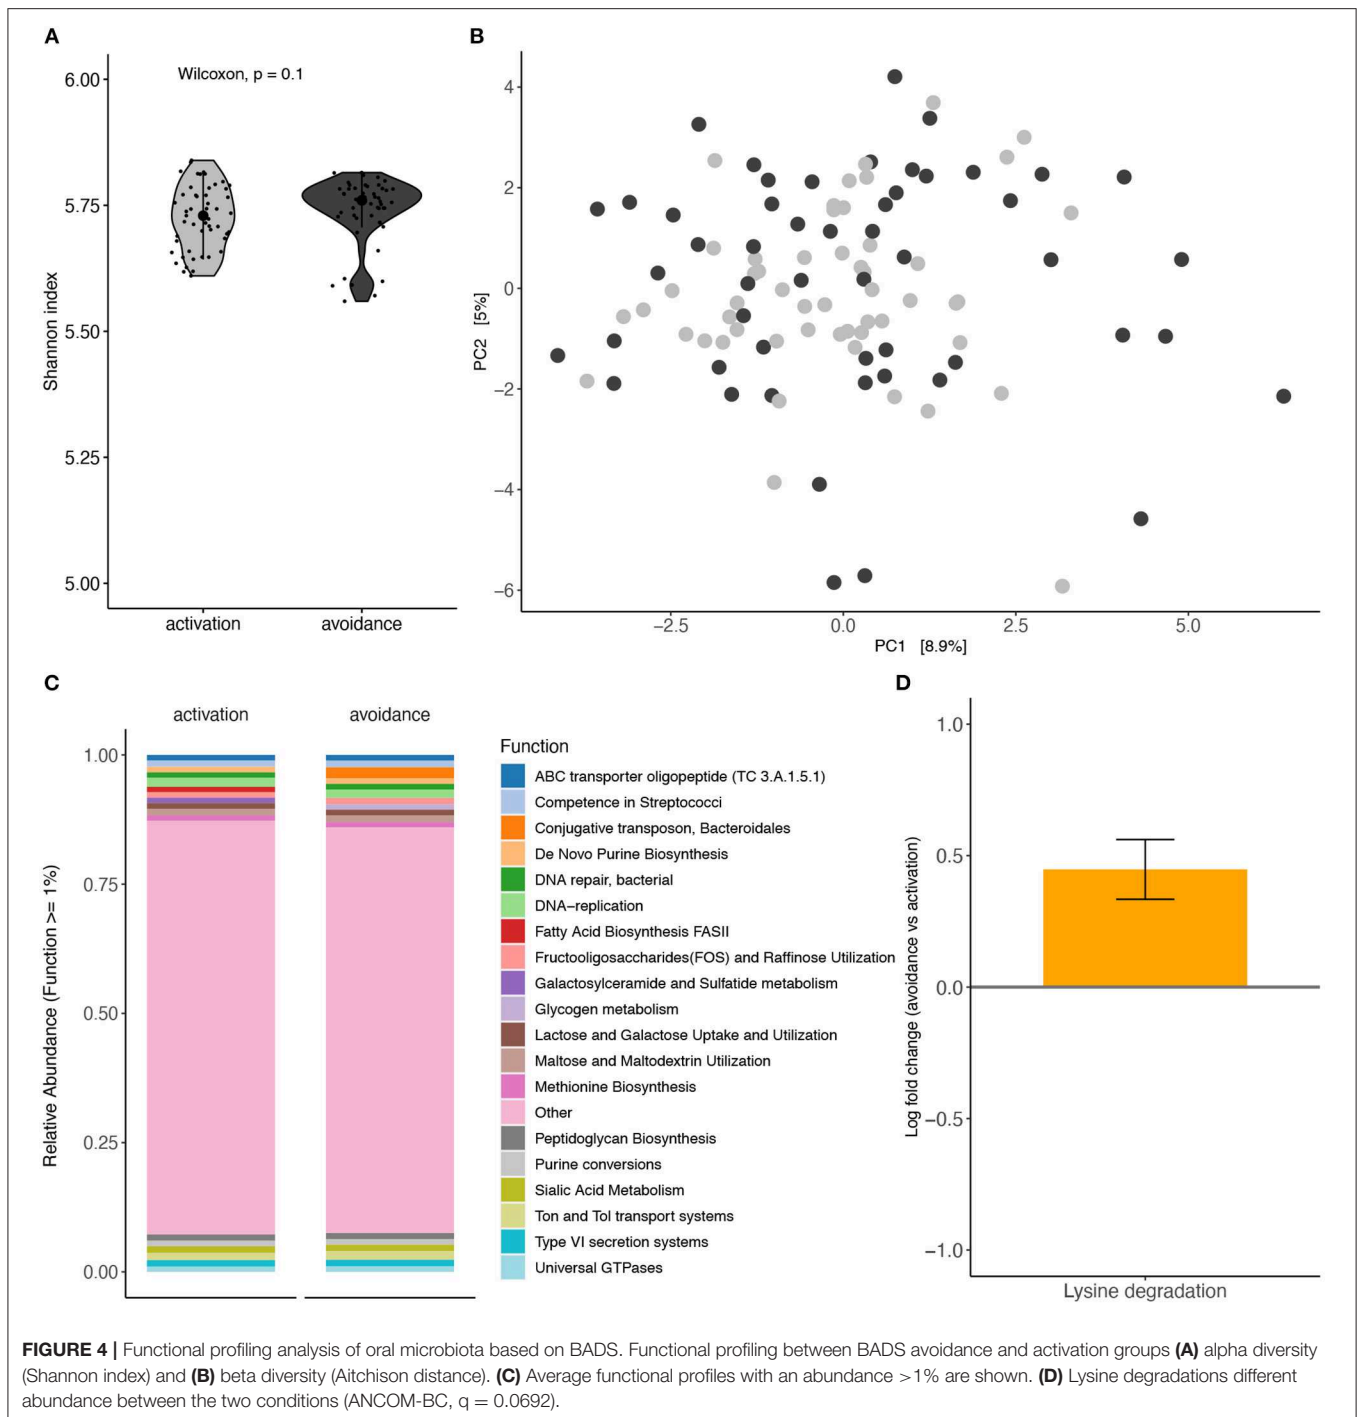 A
Wilcoxon, p = 0.1
6.00
5.75
5.50
5.25
5.00
Shannon index
activation
avoidance
B
4
2
0
−2
−4
−6
PC2 [5%]
−2.5
0.0
2.5
5.0
PC1 [8.9%]
C
activation
avoidance
1.00
0.75
0.50
0.25
0.00
Relative Abundance (Function >= 1%)
Function
ABC transporter oligopeptide (TC 3.A.1.5.1)
Competence in Streptococci
Conjugative transposon, Bacteroidales
De Novo Purine Biosynthesis
DNA repair, bacterial
DNA−replication
Fatty Acid Biosynthesis FASII
Fructooligosaccharides(FOS) and Raffinose Utilization
Galactosylceramide and Sulfatide metabolism
Glycogen metabolism
Lactose and Galactose Uptake and Utilization
Maltose and Maltodextrin Utilization
Methionine Biosynthesis
Other
Peptidoglycan Biosynthesis
Purine conversions
Sialic Acid Metabolism
Ton and Tol transport systems
Type VI secretion systems
Universal GTPases
D
1.0
0.5
0.0
−0.5
−1.0
Log fold change (avoidance vs activation)
Lysine degradation
FIGURE 4 | Functional profiling analysis of oral microbiota based on BADS. Functional profiling between BADS avoidance and activation groups (A) alpha diversity
(Shannon index) and (B) beta diversity (Aitchison distance). (C) Average functional profiles with an abundance >1% are shown. (D) Lysine degradations different
abundance between the two conditions (ANCOM-BC, q = 0.0692).